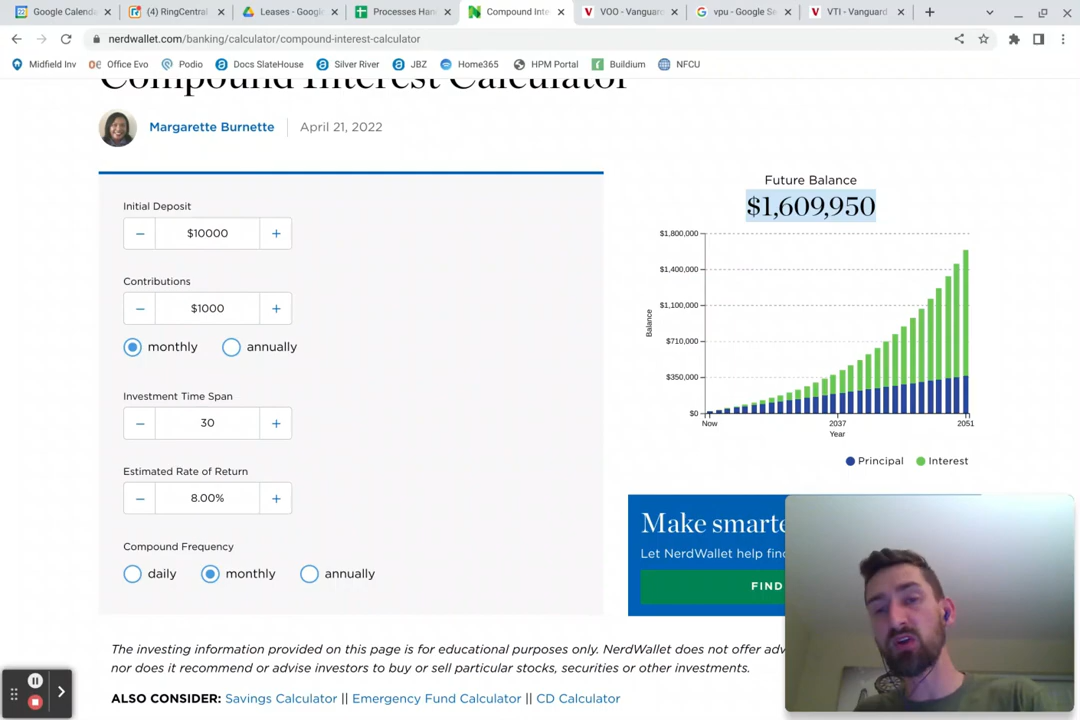 Google Calenda
(4) RingCentral
Leases - Google
Processes Han
Compound Inte
VOO - Vanguar
vpu - Google Se
VTI - Vanguard
nerdwallet.com/banking/calculator/compound-interest-calculator
Midfield Inv
Office Evo
Podio
Docs SlateHouse
Silver River
JBZ
Home365
HPM Portal
Buildium
NFCU
Compound Interest Calculator
Margarette Burnette
April 21, 2022
Initial Deposit
$10000
Contributions
$1000
monthly
annually
Investment Time Span
30
Estimated Rate of Return
8.00%
Compound Frequency
daily
monthly
annually
Future Balance
$1,609,950
$1,800,000
$1,400,000
$1,100,000
$710,000
$350,000
$0
Balance
Now
2037
2051
Year
Principal
Interest
Make smarte
Let NerdWallet help find
FIND
The investing information provided on this page is for educational purposes only. NerdWallet does not offer adv
nor does it recommend or advise investors to buy or sell particular stocks, securities or other investments.
ALSO CONSIDER: Savings Calculator || Emergency Fund Calculator || CD Calculator